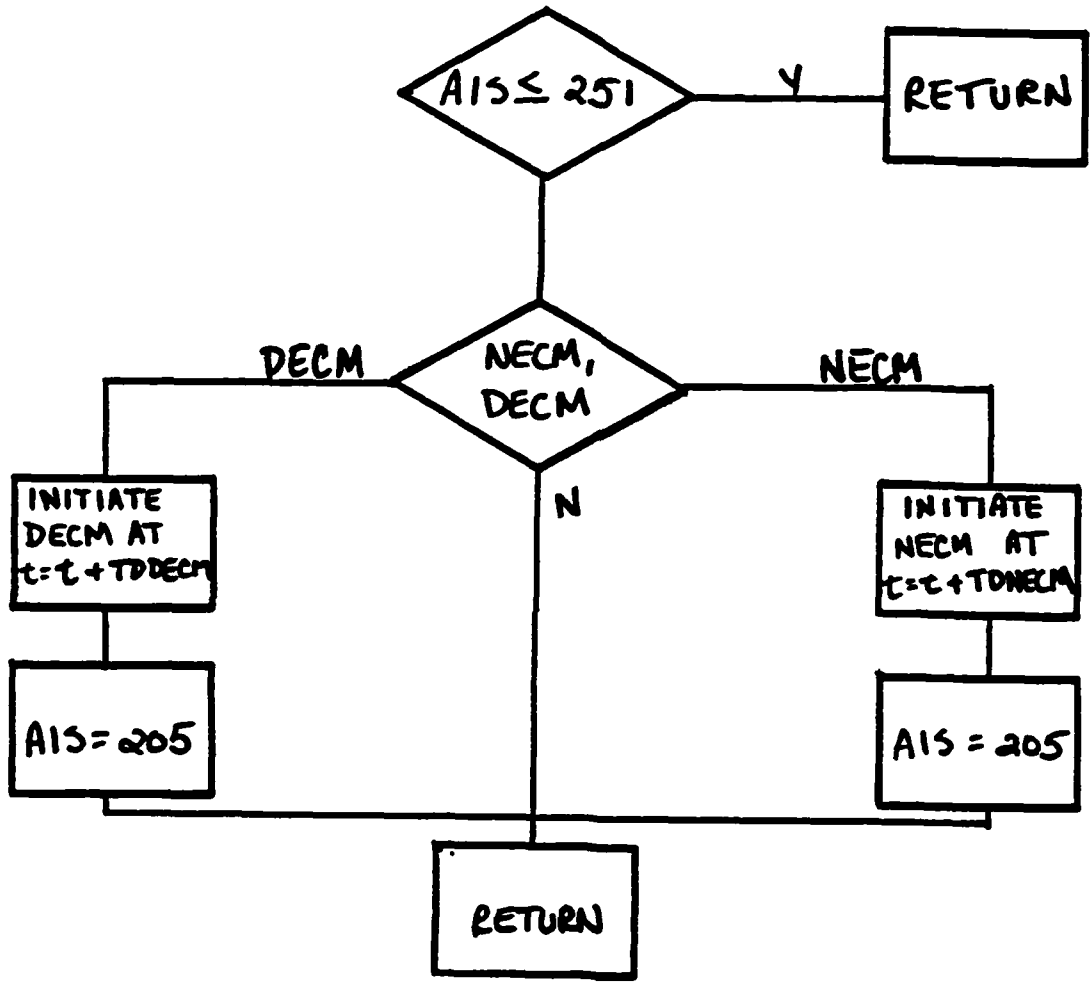 AIS ≤ 251
Y
RETURN
DECM
NECM,
DECM
NECM
N
INITIATE
DECM AT
t=t+TDDECM
INITIATE
NECM AT
t=t+TDNECM
AIS=205
AIS = 205
RETURN